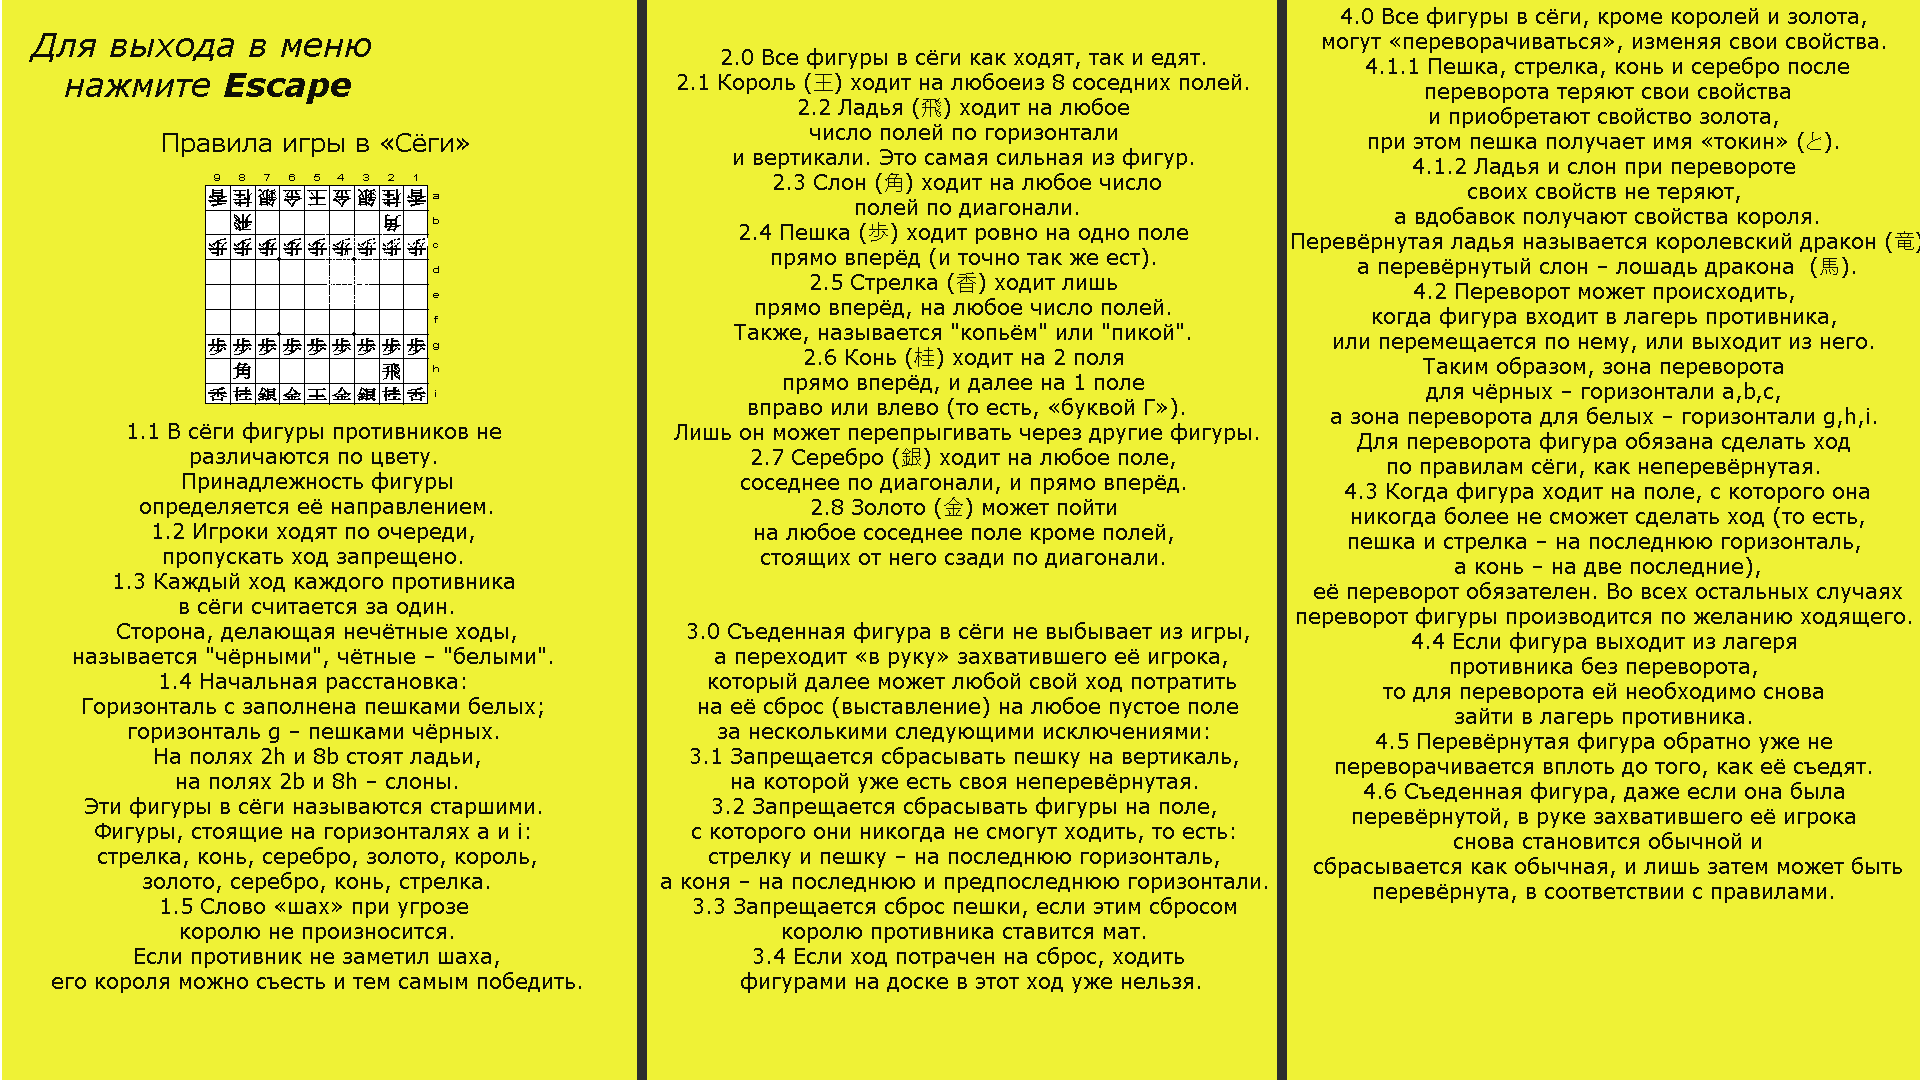 Для выхода в меню
нажмите Escape
Правила игры в «Сёги»
9 8 7 6 5 4 3 2 1
香 桂 銀 金 王 金 銀 桂 香 a
飛 角 b
歩 歩 歩 歩 歩 歩 歩 歩 歩 c
d
e
f
歩 歩 歩 歩 歩 歩 歩 歩 歩 g
角 飛 h
香 桂 銀 金 王 金 銀 桂 香 i
1.1 В сёги фигуры противников не
различаются по цвету.
Принадлежность фигуры
определяется её направлением.
1.2 Игроки ходят по очереди,
пропускать ход запрещено.
1.3 Каждый ход каждого противника
в сёги считается за один.
Сторона, делающая нечётные ходы,
называется "чёрными", чётные – "белыми".
1.4 Начальная расстановка:
Горизонталь c заполнена пешками белых;
горизонталь g – пешками чёрных.
На полях 2h и 8b стоят ладьи,
на полях 2b и 8h – слоны.
Эти фигуры в сёги называются старшими.
Фигуры, стоящие на горизонталях a и i:
стрелка, конь, серебро, золото, король,
золото, серебро, конь, стрелка.
1.5 Слово «шах» при угрозе
королю не произносится.
Если противник не заметил шаха,
его короля можно съесть и тем самым победить.
2.0 Все фигуры в сёги как ходят, так и едят.
2.1 Король (王) ходит на любоеиз 8 соседних полей.
2.2 Ладья (飛) ходит на любое
число полей по горизонтали
и вертикали. Это самая сильная из фигур.
2.3 Слон (角) ходит на любое число
полей по диагонали.
2.4 Пешка (歩) ходит ровно на одно поле
прямо вперёд (и точно так же ест).
2.5 Стрелка (香) ходит лишь
прямо вперёд, на любое число полей.
Также, называется "копьём" или "пикой".
2.6 Конь (桂) ходит на 2 поля
прямо вперёд, и далее на 1 поле
вправо или влево (то есть, «буквой Г»).
Лишь он может перепрыгивать через другие фигуры.
2.7 Серебро (銀) ходит на любое поле,
соседнее по диагонали, и прямо вперёд.
2.8 Золото (金) может пойти
на любое соседнее поле кроме полей,
стоящих от него сзади по диагонали.
3.0 Съеденная фигура в сёги не выбывает из игры,
а переходит «в руку» захватившего её игрока,
который далее может любой свой ход потратить
на её сброс (выставление) на любое пустое поле
за несколькими следующими исключениями:
3.1 Запрещается сбрасывать пешку на вертикаль,
на которой уже есть своя неперевёрнутая.
3.2 Запрещается сбрасывать фигуры на поле,
с которого они никогда не смогут ходить, то есть:
стрелку и пешку – на последнюю горизонталь,
а коня – на последнюю и предпоследнюю горизонтали.
3.3 Запрещается сброс пешки, если этим сбросом
королю противника ставится мат.
3.4 Если ход потрачен на сброс, ходить
фигурами на доске в этот ход уже нельзя.
4.0 Все фигуры в сёги, кроме королей и золота,
могут «переворачиваться», изменяя свои свойства.
4.1.1 Пешка, стрелка, конь и серебро после
переворота теряют свои свойства
и приобретают свойство золота,
при этом пешка получает имя «токин» (と).
4.1.2 Ладья и слон при перевороте
своих свойств не теряют,
а вдобавок получают свойства короля.
Перевёрнутая ладья называется королевский дракон (竜)
а перевёрнутый слон – лошадь дракона (馬).
4.2 Переворот может происходить,
когда фигура входит в лагерь противника,
или перемещается по нему, или выходит из него.
Таким образом, зона переворота
для чёрных – горизонтали a,b,c,
а зона переворота для белых – горизонтали g,h,i.
Для переворота фигура обязана сделать ход
по правилам сёги, как неперевёрнутая.
4.3 Когда фигура ходит на поле, с которого она
никогда более не сможет сделать ход (то есть,
пешка и стрелка – на последнюю горизонталь,
а конь – на две последние),
её переворот обязателен. Во всех остальных случаях
переворот фигуры производится по желанию ходящего.
4.4 Если фигура выходит из лагеря
противника без переворота,
то для переворота ей необходимо снова
зайти в лагерь противника.
4.5 Перевёрнутая фигура обратно уже не
переворачивается вплоть до того, как её съедят.
4.6 Съеденная фигура, даже если она была
перевёрнутой, в руке захватившего её игрока
снова становится обычной и
сбрасывается как обычная, и лишь затем может быть
перевёрнута, в соответствии с правилами.